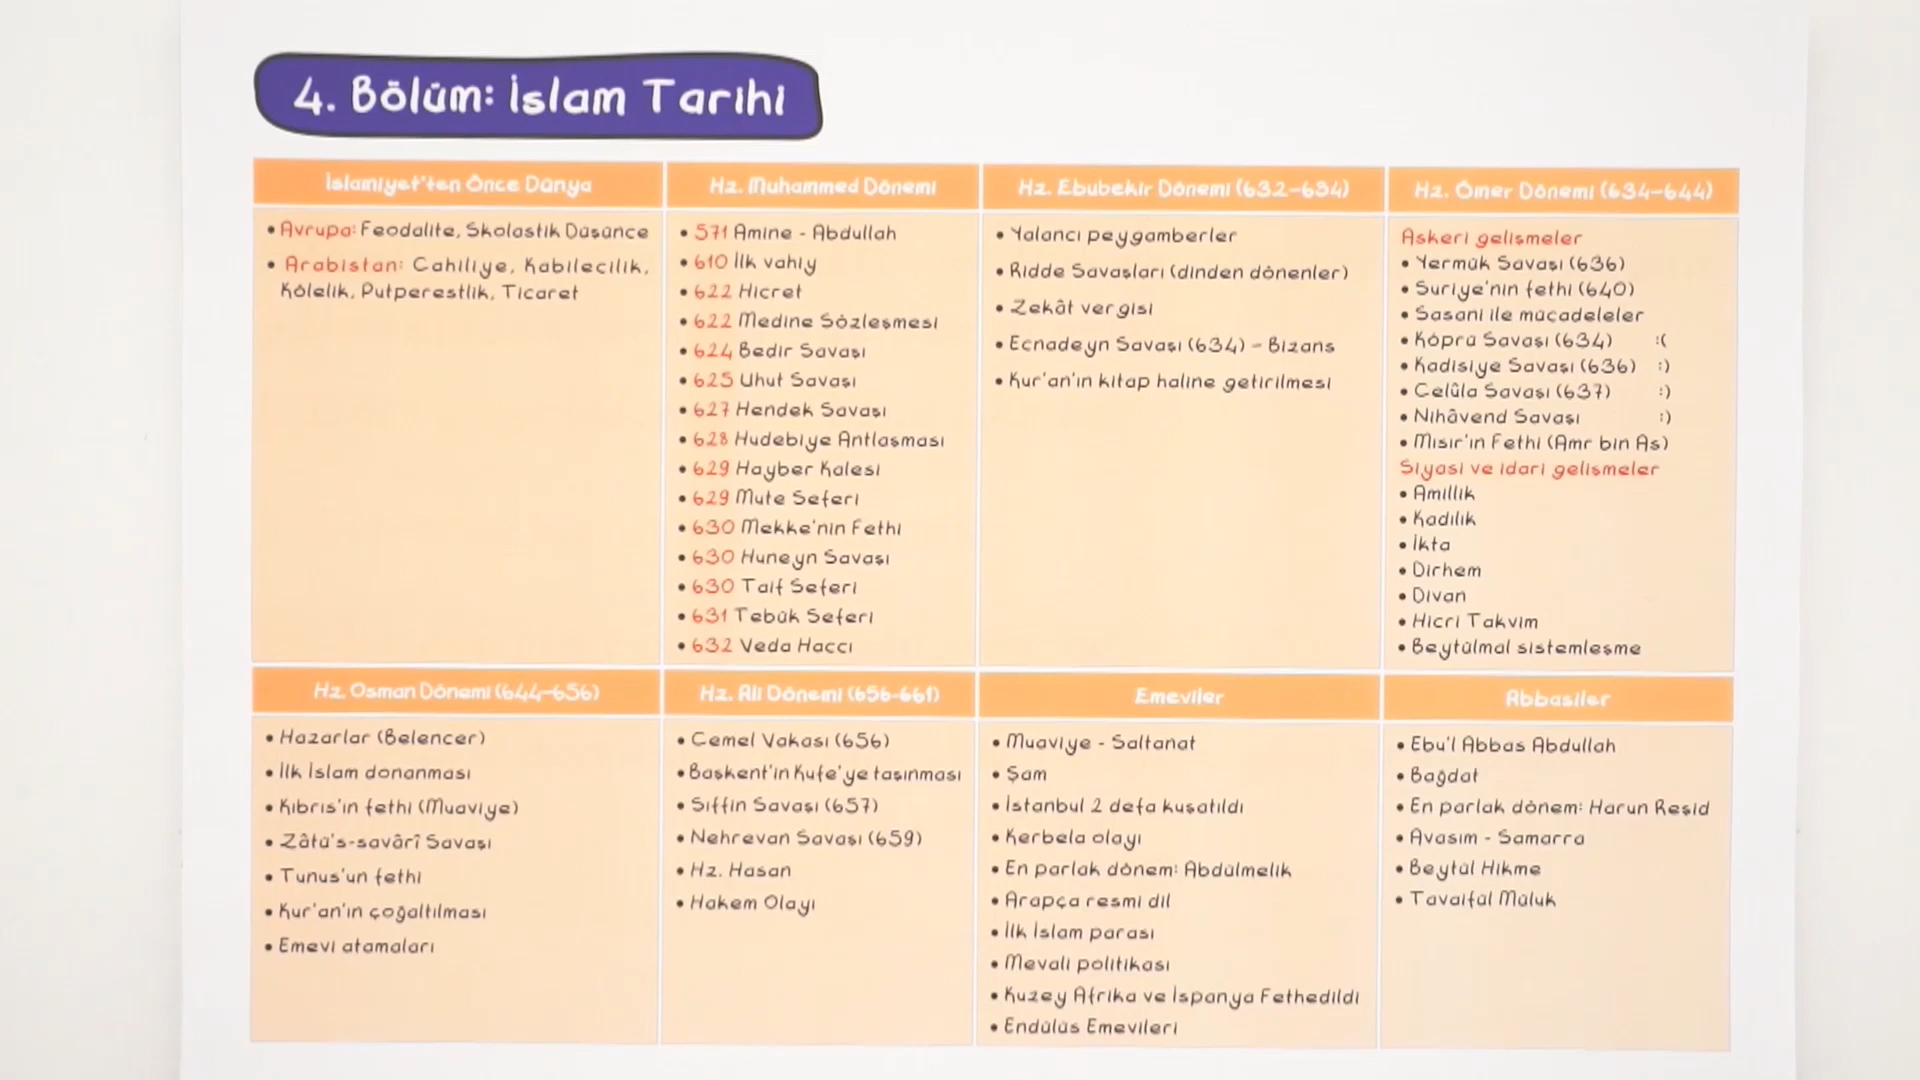 4. Bölüm: İslam Tarihi
İslamiyet'ten Önce Dünya
• Avrupa: Feodalite, Skolastik Düşünce
• Arabistan: Cahiliye, Kabilecilik,
Kölelik, Putperestlik, Ticaret
Hz. Muhammed Dönemi
• 571 Amine - Abdullah
• 610 İlk vahiy
• 622 Hicret
• 622 Medine Sözleşmesi
• 624 Bedir Savaşı
• 625 Uhut Savaşı
• 627 Hendek Savaşı
• 628 Hudebiye Antlaşması
• 629 Hayber Kalesi
• 629 Mute Seferi
• 630 Mekke'nin Fethi
• 630 Huneyn Savaşı
• 630 Taif Seferi
• 631 Tebük Seferi
• 632 Veda Haccı
Hz. Ebubekir Dönemi (632-634)
• Yalancı peygamberler
• Ridde Savaşları (dinden dönenler)
• Zekât vergisi
• Ecnadeyn Savaşı (634) - Bizans
• Kur'an'ın kitap haline getirilmesi
Hz. Ömer Dönemi (634-644)
Askeri gelişmeler
• Yermük Savaşı (636)
• Suriye'nin fethi (640)
• Sasani ile mücadeleler
• Köprü Savaşı (634) :(
• Kadisiye Savaşı (636) :)
• Celûla Savaşı (637) :)
• Nihâvend Savaşı :)
• Mısır'ın Fethi (Amr bin As)
Siyasi ve idari gelişmeler
• Amillik
• Kadılık
• İkta
• Dirhem
• Divan
• Hicri Takvim
• Beytülmal sistemleşme
Hz. Osman Dönemi (644-656)
• Hazarlar (Belencer)
• İlk İslam donanması
• Kıbrıs'ın fethi (Muaviye)
• Zâtü's-savârî Savaşı
• Tunus'un fethi
• Kur'an'ın çoğaltılması
• Emevi atamaları
Hz. Ali Dönemi (656-661)
• Cemel Vakası (656)
• Başkent'in Kufe'ye taşınması
• Sıffin Savaşı (657)
• Nehrevan Savaşı (659)
• Hz. Hasan
• Hakem Olayı
Emeviler
• Muaviye - Saltanat
• Şam
• İstanbul 2 defa kuşatıldı
• Kerbela olayı
• En parlak dönem: Abdülmelik
• Arapça resmi dil
• İlk İslam parası
• Mevali politikası
• Kuzey Afrika ve İspanya Fethedildi
• Endülüs Emevileri
Abbasiler
• Ebu'l Abbas Abdullah
• Bağdat
• En parlak dönem: Harun Reşid
• Avasım - Samarra
• Beytül Hikme
• Tavaifül Mülük